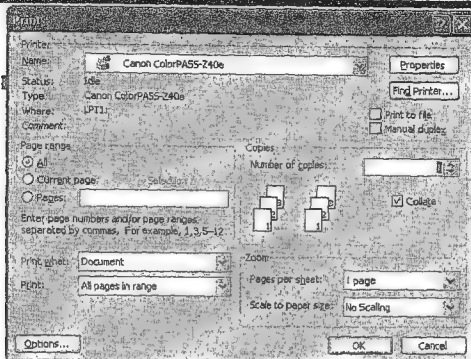 Print
Printer
Name: Canon ColorPASS-Z40e Properties
Status: Idle Find Printer...
Type: Canon ColorPASS-Z40e
Where: LPT1: Print to file
Comment: Manual duplex
Page range Copies
All Number of copies: 1
Current page Selection
Pages: Collate
Enter page numbers and/or page ranges
separated by commas. For example, 1,3,5-12
Print what: Document Zoom
Pages per sheet: 1 page
Print: All pages in range
Scale to paper size: No Scaling
Options... OK Cancel